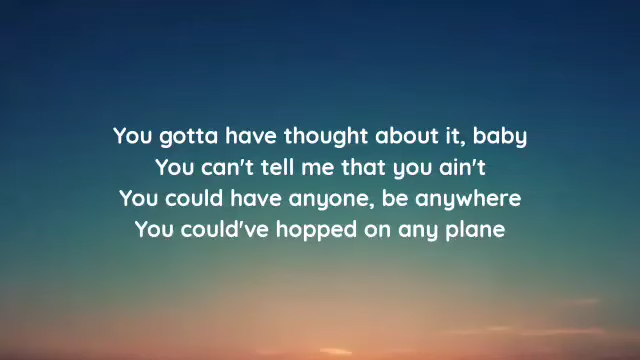 You gotta have thought about it, baby
You can't tell me that you ain't
You could have anyone, be anywhere
You could've hopped on any plane